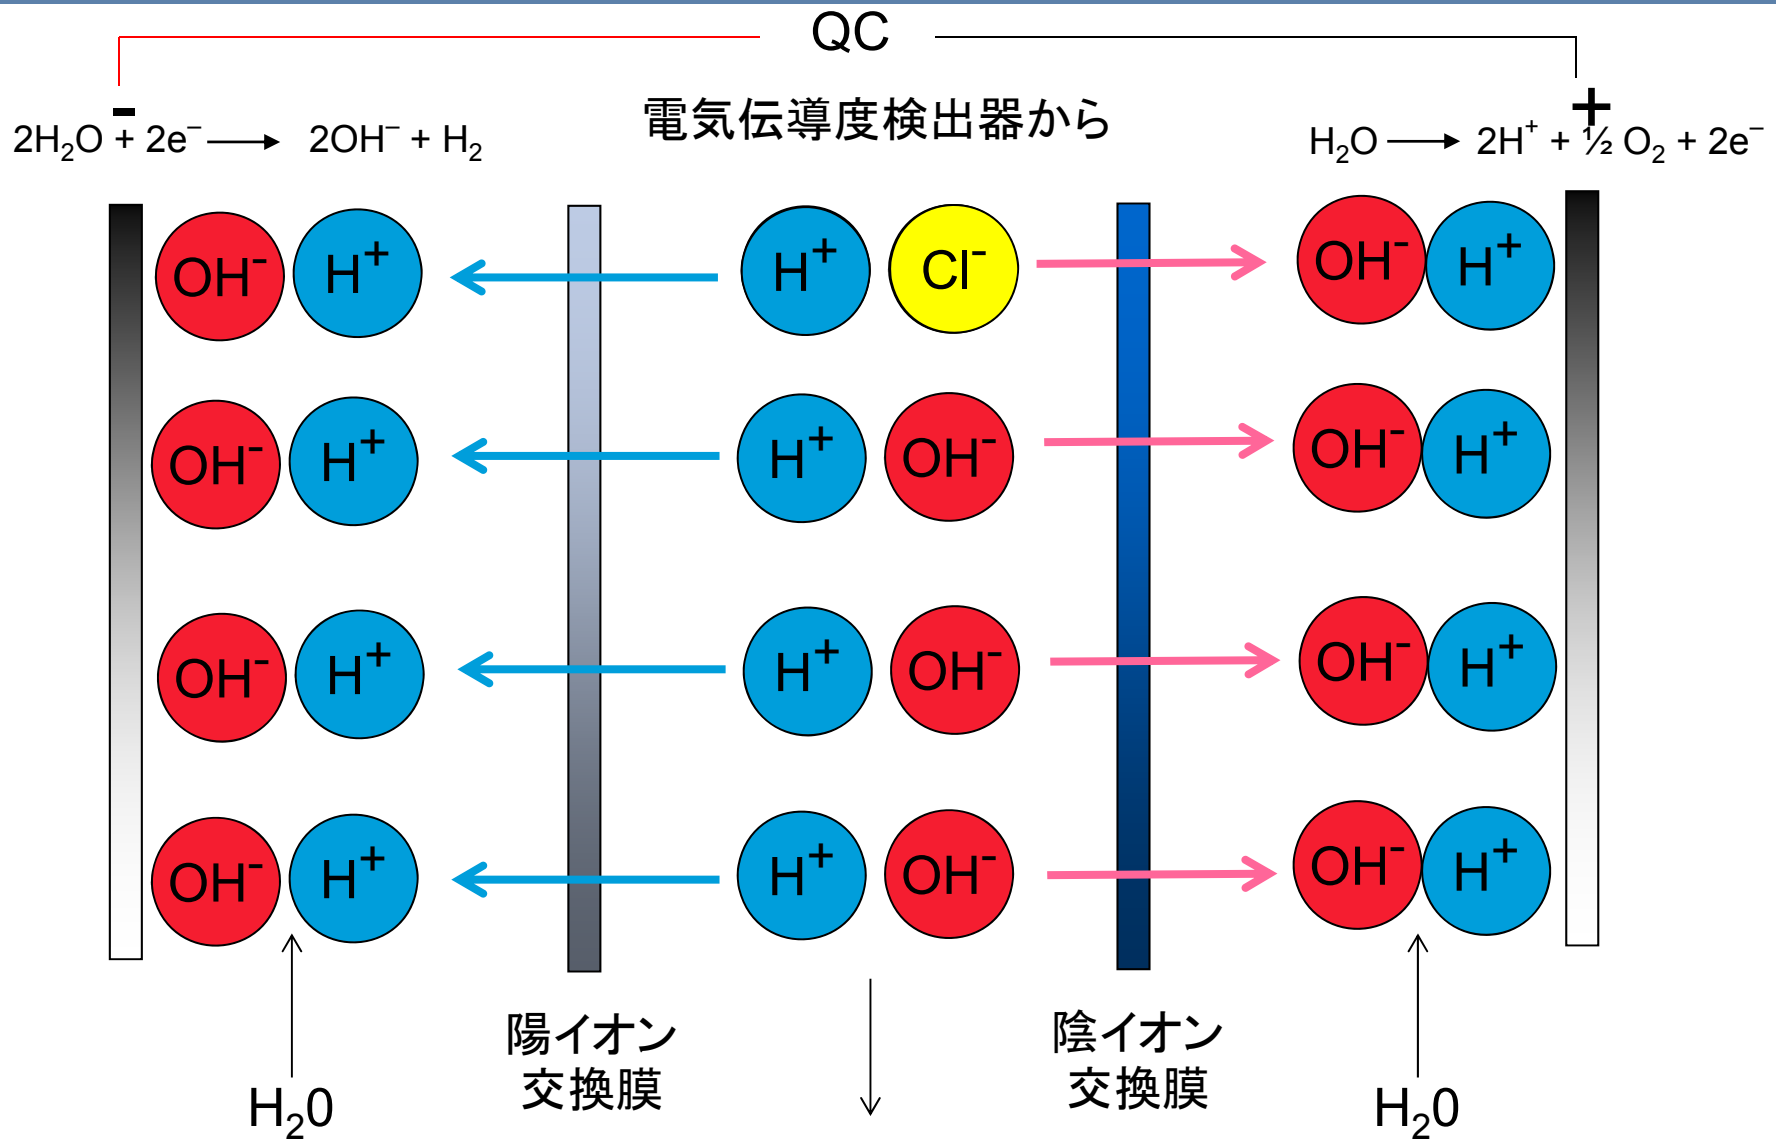 QC
-
+
電気伝導度検出器から
2H₂O + 2e⁻ → 2OH⁻ + H₂
H₂O → 2H⁺ + ½ O₂ + 2e⁻
OH⁻ H⁺ H⁺ Cl⁻ OH⁻ H⁺
OH⁻ H⁺ H⁺ OH⁻ OH⁻ H⁺
OH⁻ H⁺ H⁺ OH⁻ OH⁻ H⁺
OH⁻ H⁺ H⁺ OH⁻ OH⁻ H⁺
陽イオン
交換膜
陰イオン
交換膜
H₂0
H₂0